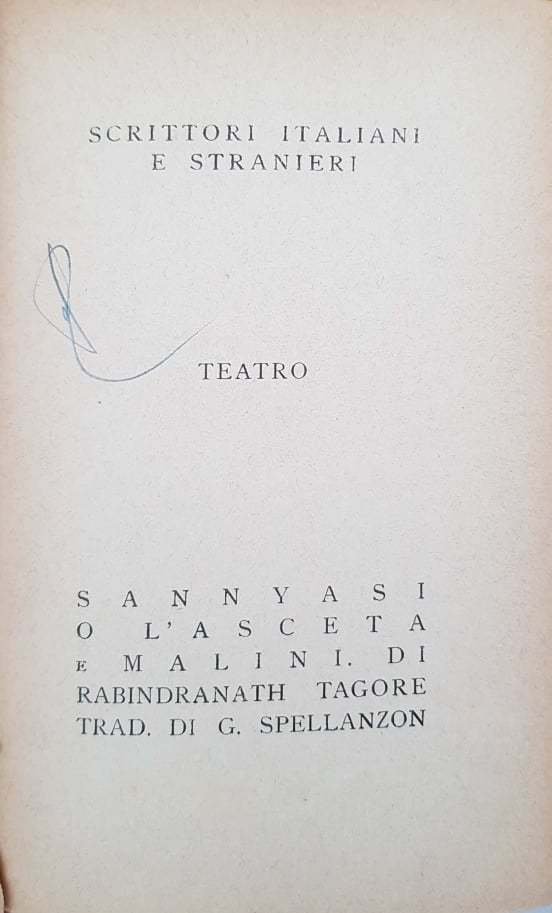 SCRITTORI ITALIANI
E STRANIERI
TEATRO
SANNYASI
O L'ASCETA
E MALINI. DI
RABINDRANATH TAGORE
TRAD. DI G. SPELLANZON